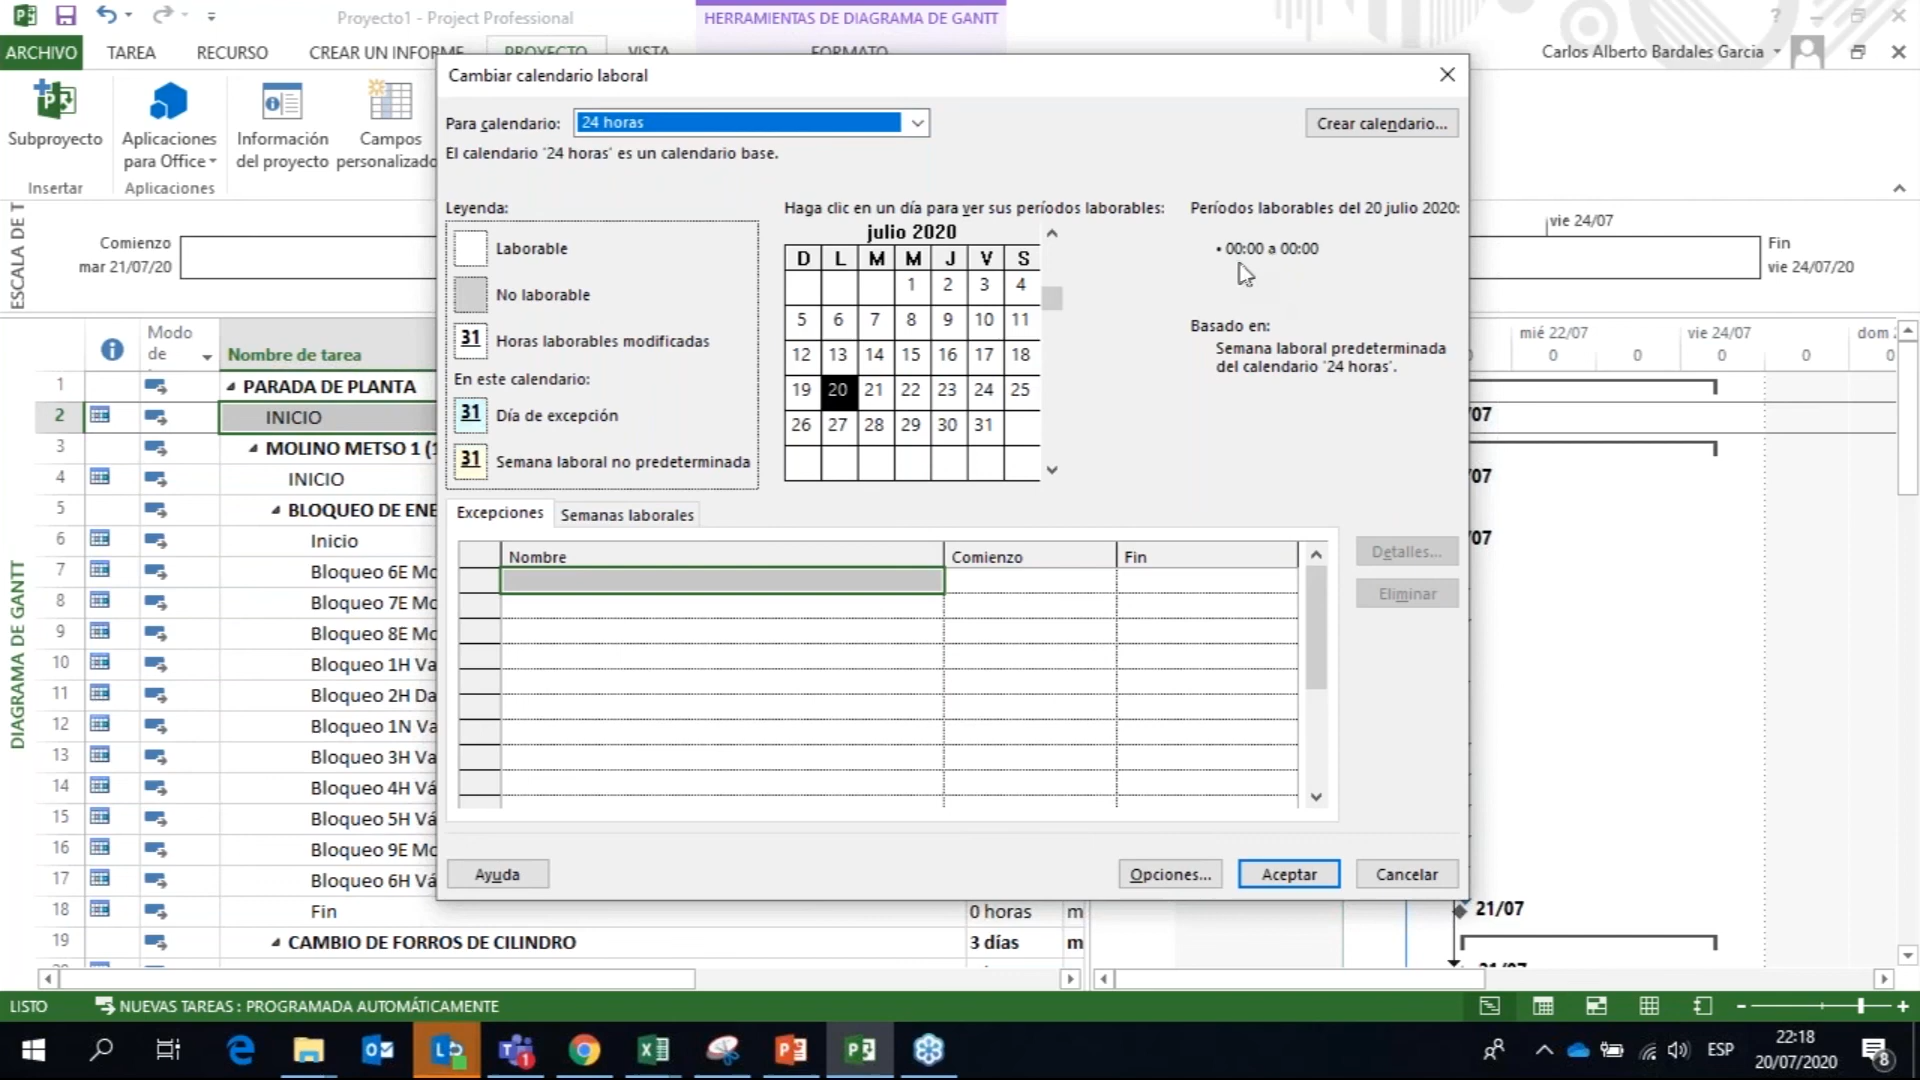 Proyecto1 - Project Professional
HERRAMIENTAS DE DIAGRAMA DE GANTT
ARCHIVO
TAREA
RECURSO
CREAR UN INFORME
PROYECTO
VISTA
FORMATO
Carlos Alberto Bardales Garcia
Subproyecto
Aplicaciones
para Office
Información
del proyecto
Campos
Insertar
Aplicaciones
Cambiar calendario laboral
Para calendario:
24 horas
Crear calendario...
El calendario '24 horas' es un calendario base.
Leyenda:
Laborable
No laborable
31 Horas laborables modificadas
En este calendario:
31 Día de excepción
31 Semana laboral no predeterminada
Haga clic en un día para ver sus períodos laborables:
julio 2020
D L M M J V S
1 2 3 4
5 6 7 8 9 10 11
12 13 14 15 16 17 18
19 20 21 22 23 24 25
26 27 28 29 30 31
Períodos laborables del 20 julio 2020:
• 00:00 a 00:00
Basado en:
Semana laboral predeterminada
del calendario '24 horas'.
Excepciones
Semanas laborales
Nombre
Comienzo
Fin
Detalles...
Eliminar
Ayuda
Opciones...
Aceptar
Cancelar
ESCALA DE T
Comienzo
mar 21/07/20
vie 24/07
Fin
vie 24/07/20
DIAGRAMA DE GANTT
Modo
de
Nombre de tarea
mié 22/07
vie 24/07
dom
0 0 0 0 0
1 PARADA DE PLANTA
2 INICIO
3 MOLINO METSO 1 (1
4 INICIO
5 BLOQUEO DE ENE
6 Inicio
7 Bloqueo 6E Mo
8 Bloqueo 7E Mo
9 Bloqueo 8E Mo
10 Bloqueo 1H Va
11 Bloqueo 2H Da
12 Bloqueo 1N Va
13 Bloqueo 3H Va
14 Bloqueo 4H Vá
15 Bloqueo 5H Vá
16 Bloqueo 9E Mo
17 Bloqueo 6H Vá
18 Fin 0 horas m
19 CAMBIO DE FORROS DE CILINDRO 3 días m
/07
/07
/07
21/07
LISTO
NUEVAS TAREAS : PROGRAMADA AUTOMÁTICAMENTE
ESP
22:18
20/07/2020
8